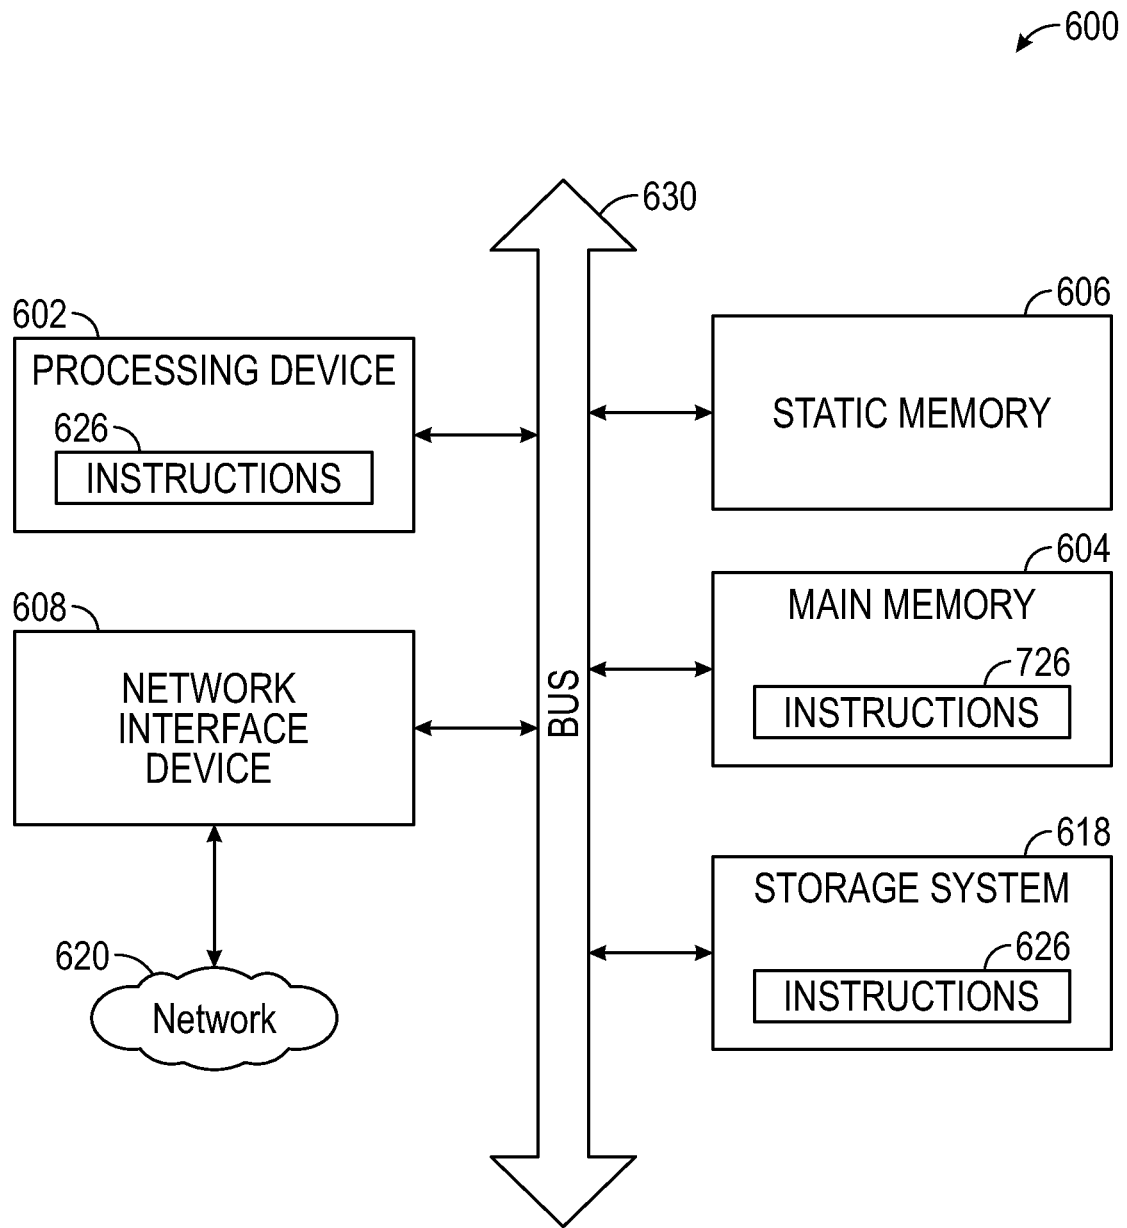 600
630
602
PROCESSING DEVICE
626
INSTRUCTIONS
606
STATIC MEMORY
604
MAIN MEMORY
726
INSTRUCTIONS
608
NETWORK
INTERFACE
DEVICE
BUS
618
STORAGE SYSTEM
626
INSTRUCTIONS
620
Network